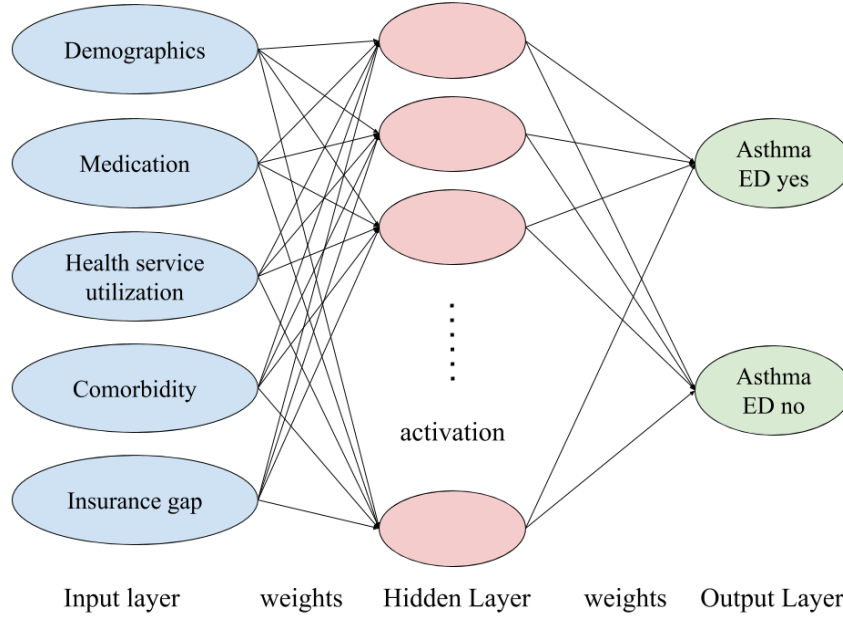 Demographics
Medication
Health service
utilization
Comorbidity
Insurance gap
activation
Asthma
ED yes
Asthma
ED no
Input layer
weights
Hidden Layer
weights
Output Layer